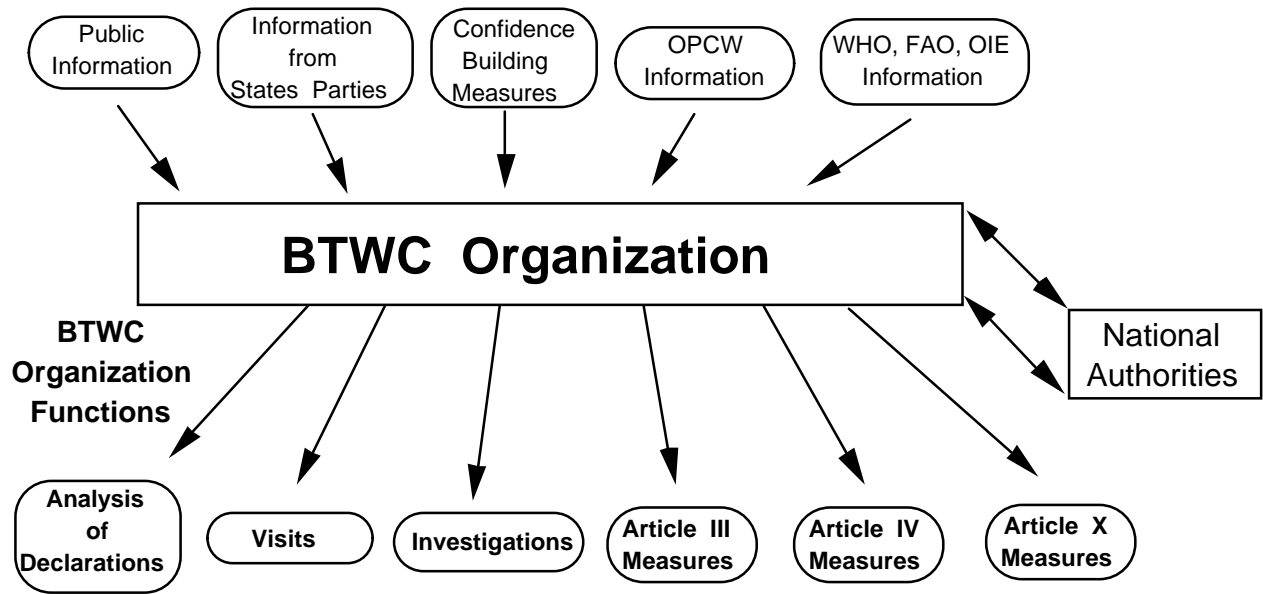 Public
Information
Information
from
States Parties
Confidence
Building
Measures
OPCW
Information
WHO, FAO, OIE
Information
BTWC Organization
BTWC
Organization
Functions
National
Authorities
Analysis
of
Declarations
Visits
Investigations
Article III
Measures
Article IV
Measures
Article X
Measures